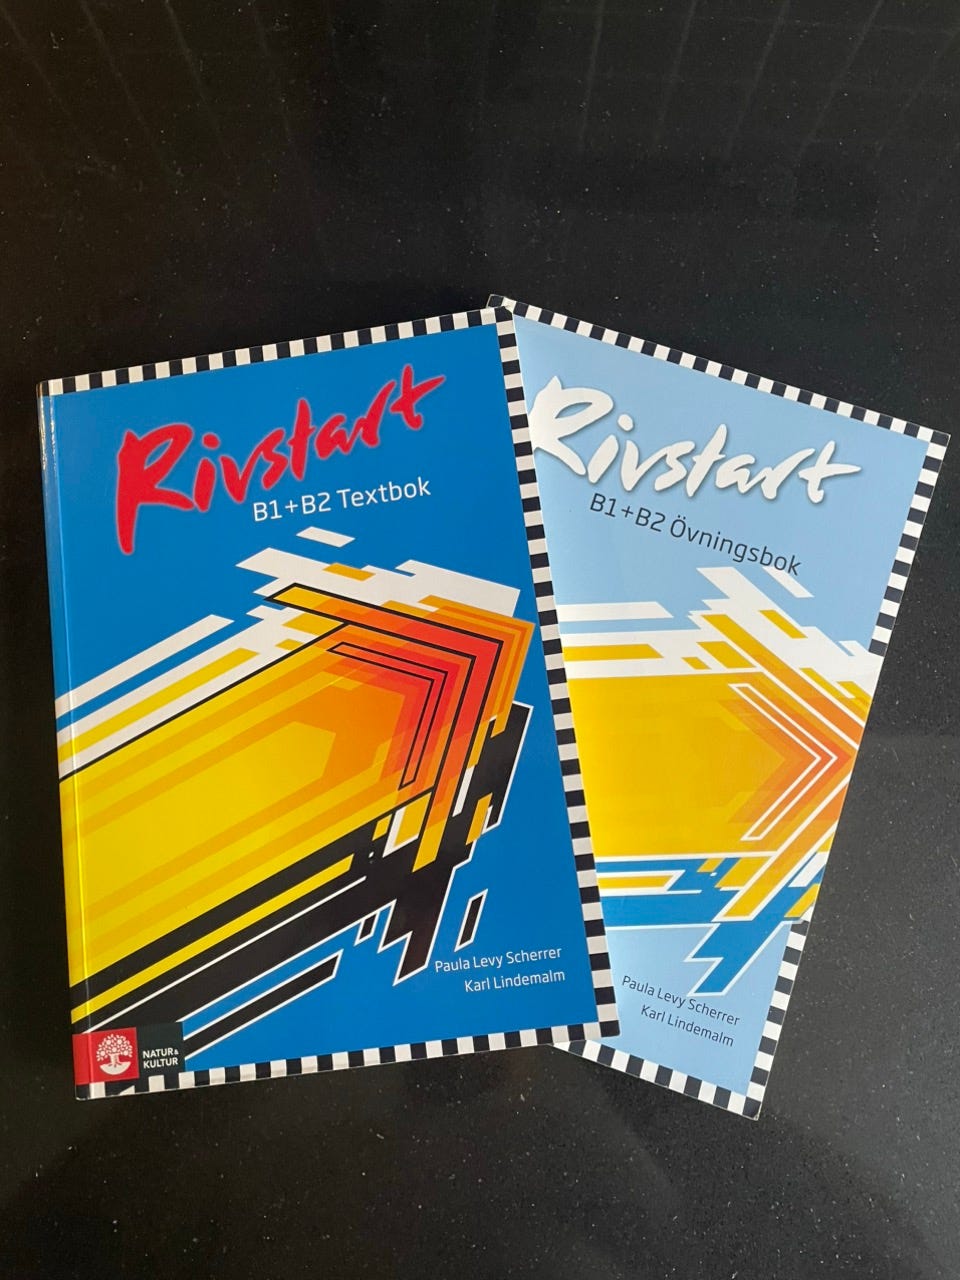 Rivstart
B1+B2 Textbok
Paula Levy Scherrer
Karl Lindemalm
NATUR &
KULTUR
Rivstart
B1+B2 Övningsbok
Paula Levy Scherrer
Karl Lindemalm